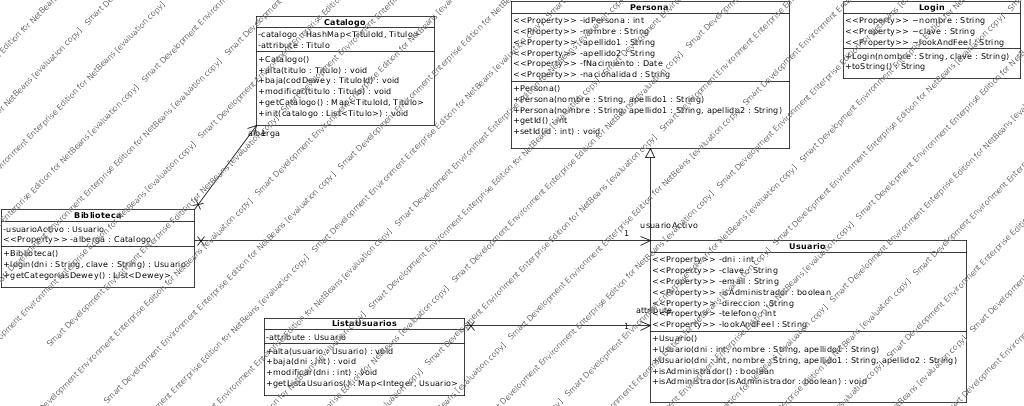 Catalogo
-catalogo : HashMap<TituloId, Titulo>
-attribute : Titulo
+Catalogo()
+alta(titulo : Titulo) : void
+baja(codDewey : TituloId) : void
+modificar(titulo : Titulo) : void
+getCatalogo() : Map<TituloId, Titulo>
+init(catalogo : List<Titulo>) : void
Persona
<<Property>> -idPersona : int
<<Property>> -nombre : String
<<Property>> -apellido1 : String
<<Property>> -apellido2 : String
<<Property>> -fNacimiento : Date
<<Property>> -nacionalidad : String
+Persona()
+Persona(nombre : String, apellido1 : String)
+Persona(nombre : String, apellido1 : String, apellido2 : String)
+getId() : int
+setId(id : int) : void
Login
<<Property>> ~nombre : String
<<Property>> ~clave : String
<<Property>> ~lookAndFeel : String
+Login(nombre : String, clave : String)
+toString() : String
alberga
Biblioteca
-usuarioActivo : Usuario
<<Property>> -alberga : Catalogo
+Biblioteca()
+login(dni : String, clave : String) : Usuario
+getCategoriasDewey() : List<Dewey>
usuarioActivo
1
Usuario
<<Property>> -dni : int
<<Property>> -clave : String
<<Property>> -email : String
<<Property>> -isAdministrador : boolean
<<Property>> -direccion : String
<<Property>> -telefono : int
<<Property>> -lookAndFeel : String
+Usuario()
+Usuario(dni : int, nombre : String, apellido1 : String)
+Usuario(dni : int, nombre : String, apellido1 : String, apellido2 : String)
+isAdministrador() : boolean
+isAdministrador(isAdministrador : boolean) : void
attribute
1
ListaUsuarios
-attribute : Usuario
+alta(usuario : Usuario) : void
+baja(dni : int) : void
+modificar(dni : int) : void
+getListaUsuarios() : Map<Integer, Usuario>
Smart Development Environment Enterprise Edition for NetBeans [evaluation copy]